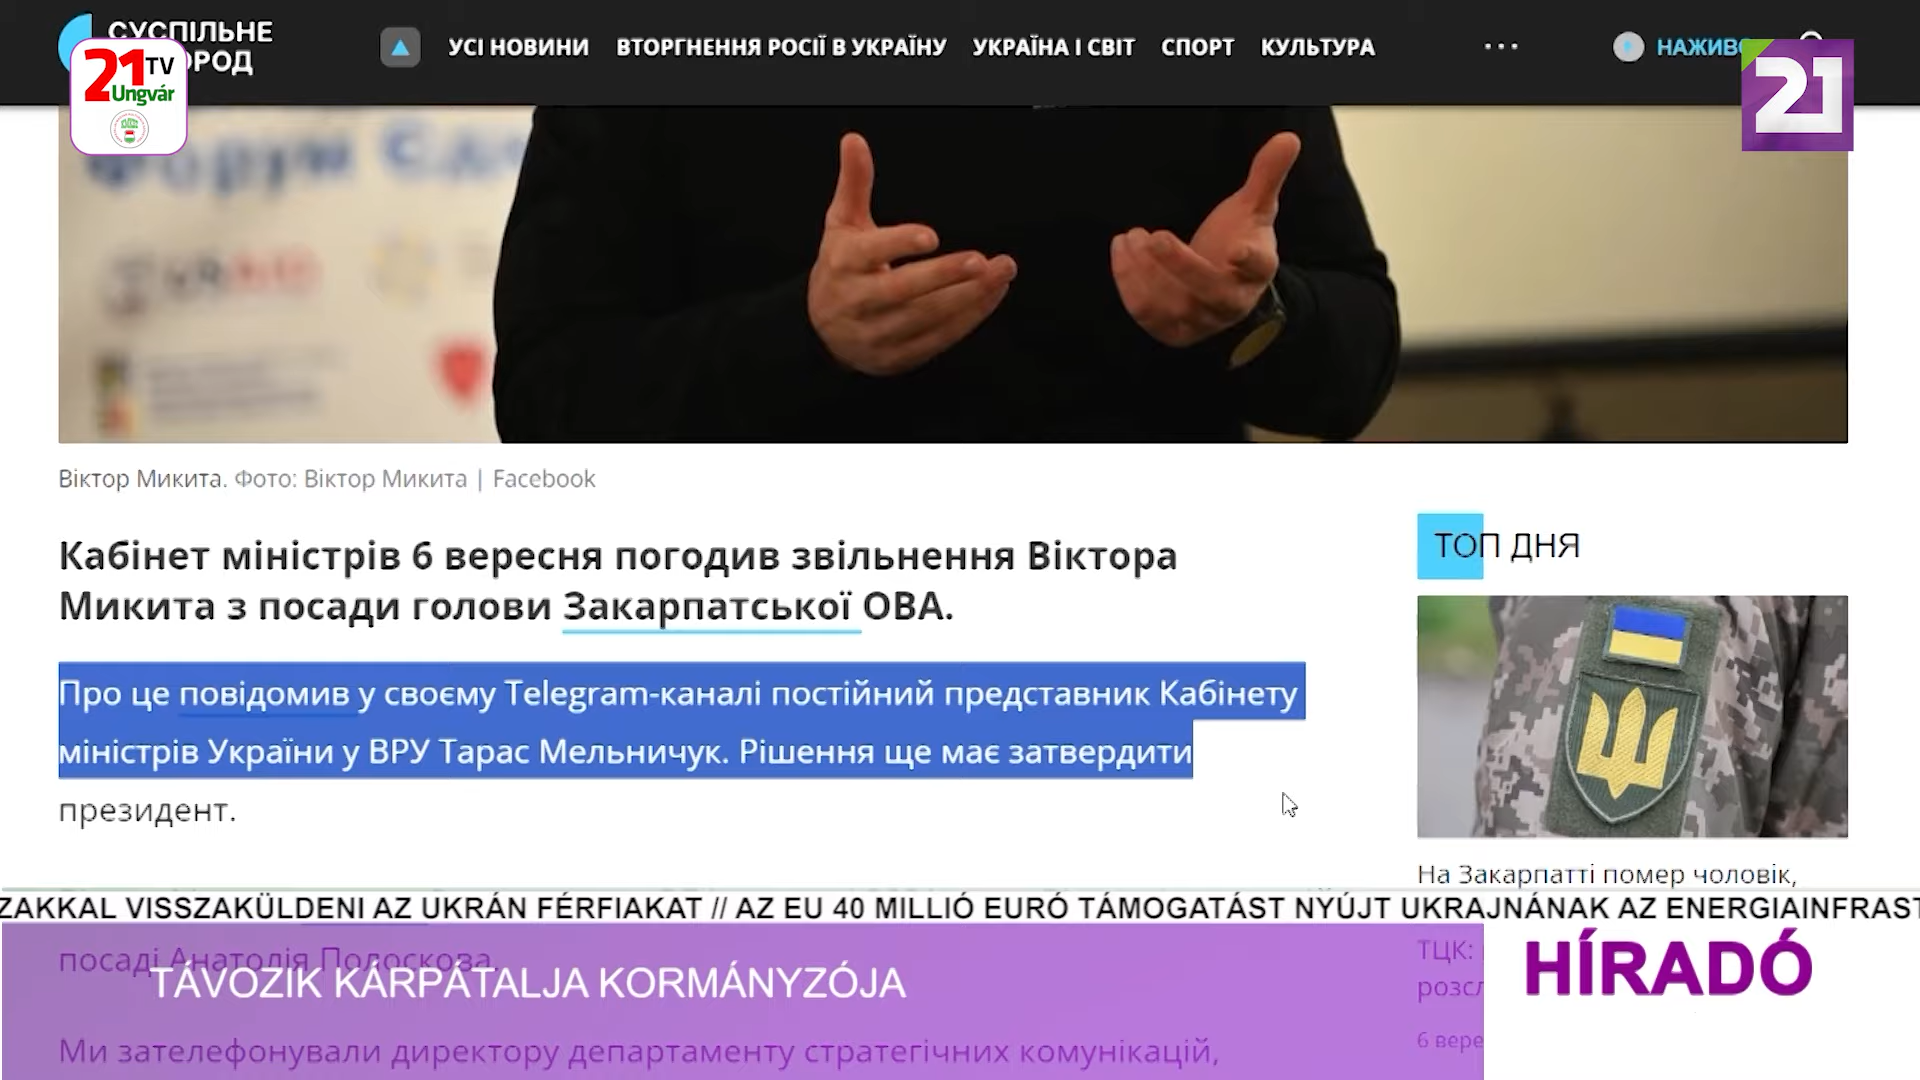 СУСПІЛЬНЕ
ОРОД
21 TV
Ungvár
УСІ НОВИНИ
ВТОРГНЕННЯ РОСІЇ В УКРАЇНУ
УКРАЇНА І СВІТ
СПОРТ
КУЛЬТУРА
...
НАЖИВО
21
Форум Єд
USAID
Віктор Микита. Фото: Віктор Микита | Facebook
Кабінет міністрів 6 вересня погодив звільнення Віктора
Микита з посади голови Закарпатської ОВА.
Про це повідомив у своєму Telegram-каналі постійний представник Кабінету
міністрів України у ВРУ Тарас Мельничук. Рішення ще має затвердити
президент.
ТОП ДНЯ
На Закарпатті помер чоловік,
ZAKKAL VISSZAKÜLDENI AZ UKRÁN FÉRFIAKAT // AZ EU 40 MILLIÓ EURÓ TÁMOGATÁST NYÚJT UKRAJNÁNAK AZ ENERGIAINFRAST
посаді Анатолія Полоскова.
TÁVOZIK KÁRPÁTALJA KORMÁNYZÓJA
Ми зателефонували директору департаменту стратегічних комунікацій,
ТЦК:
розсл
6 вере
HÍRADÓ